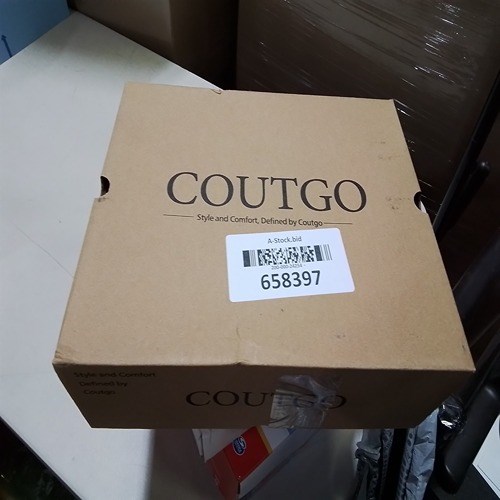 COUTGO
Style and Comfort, Defined by Coutgo
A-Stock.bid
658397
Style and Comfort
Defined by
Coutgo
COUTGO